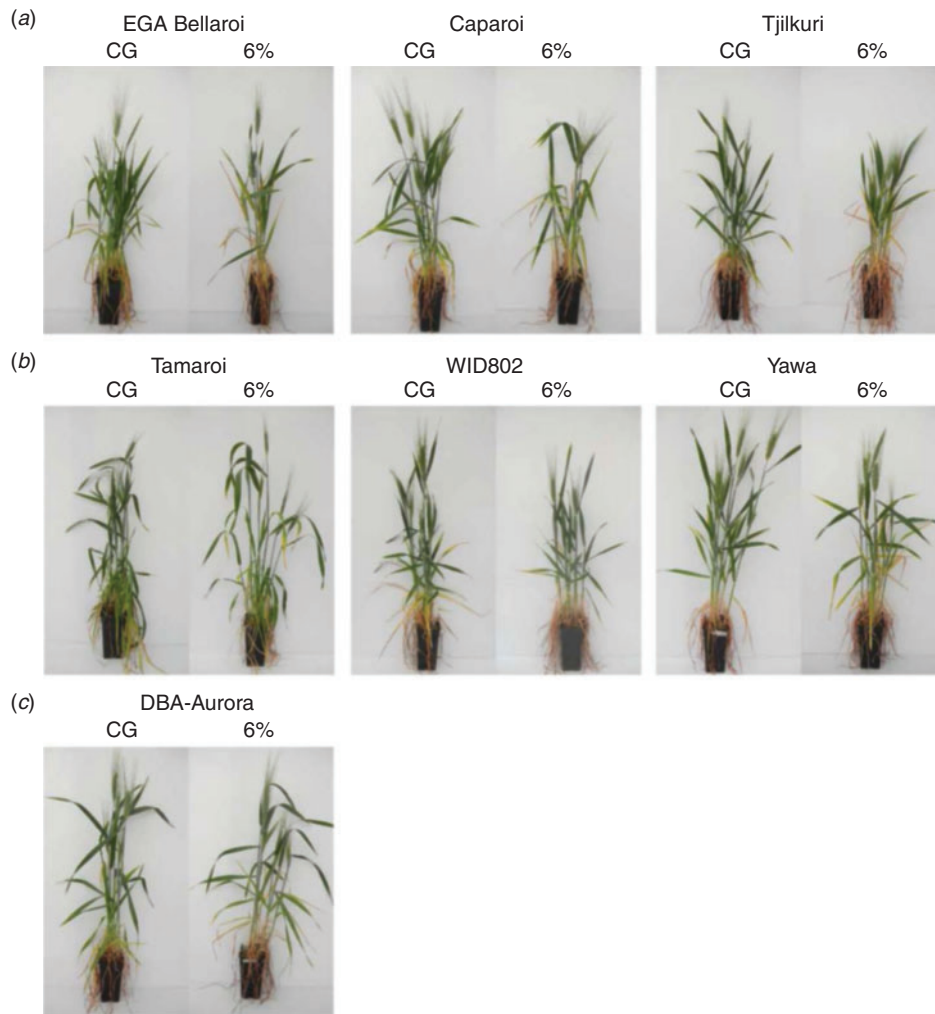 (a)
EGA Bellaroi Caparoi Tjilkuri
CG 6% CG 6% CG 6%
(b)
Tamaroi WID802 Yawa
CG 6% CG 6% CG 6%
(c)
DBA-Aurora
CG 6%